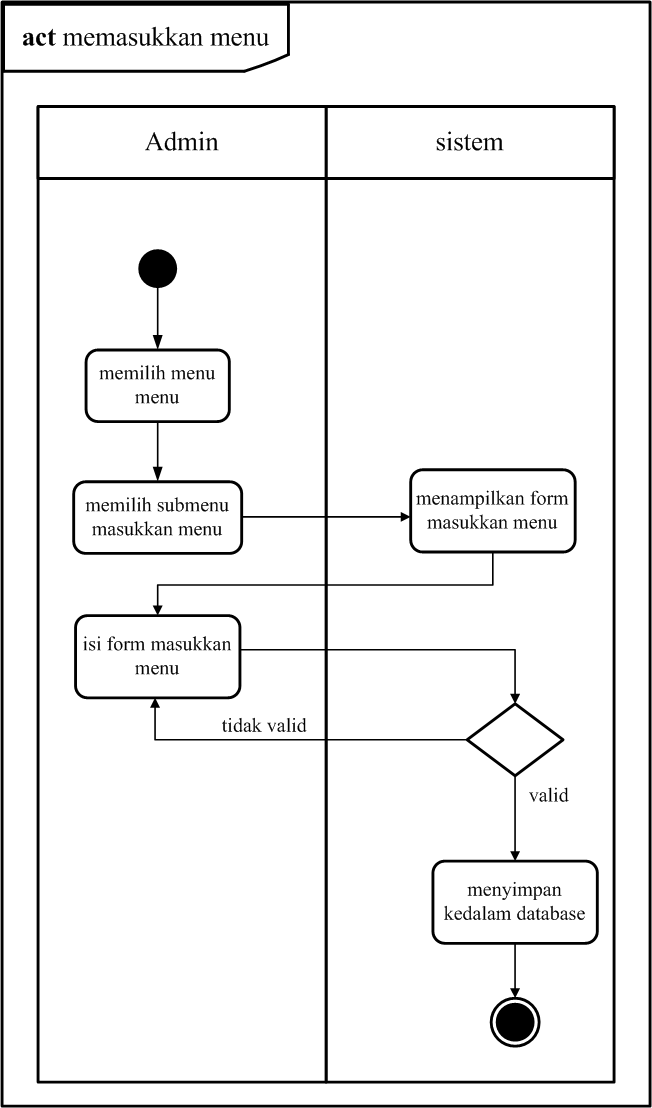 act memasukkan menu
Admin
sistem
memilih menu
menu
memilih submenu
masukkan menu
menampilkan form
masukkan menu
isi form masukkan
menu
tidak valid
valid
menyimpan
kedalam database